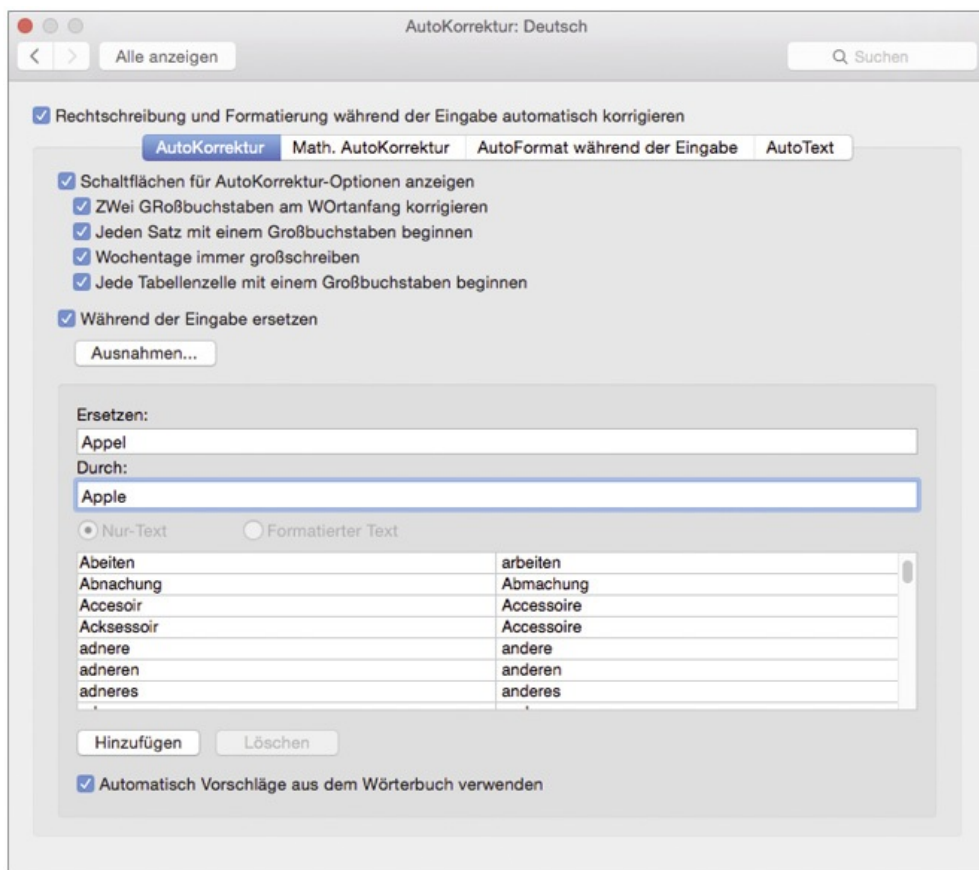 AutoKorrektur: Deutsch
Alle anzeigen
Suchen
Rechtschreibung und Formatierung während der Eingabe automatisch korrigieren
AutoKorrektur Math. AutoKorrektur AutoFormat während der Eingabe AutoText
Schaltflächen für AutoKorrektur-Optionen anzeigen
ZWei GRoßbuchstaben am WOrtanfang korrigieren
Jeden Satz mit einem Großbuchstaben beginnen
Wochentage immer großschreiben
Jede Tabellenzelle mit einem Großbuchstaben beginnen
Während der Eingabe ersetzen
Ausnahmen...
Ersetzen:
Appel
Durch:
Apple
Nur-Text Formatierter Text
Abeiten arbeiten
Abnachung Abmachung
Accesoir Accessoire
Acksessoir Accessoire
adnere andere
adneren anderen
adneres anderes
Hinzufügen Löschen
Automatisch Vorschläge aus dem Wörterbuch verwenden